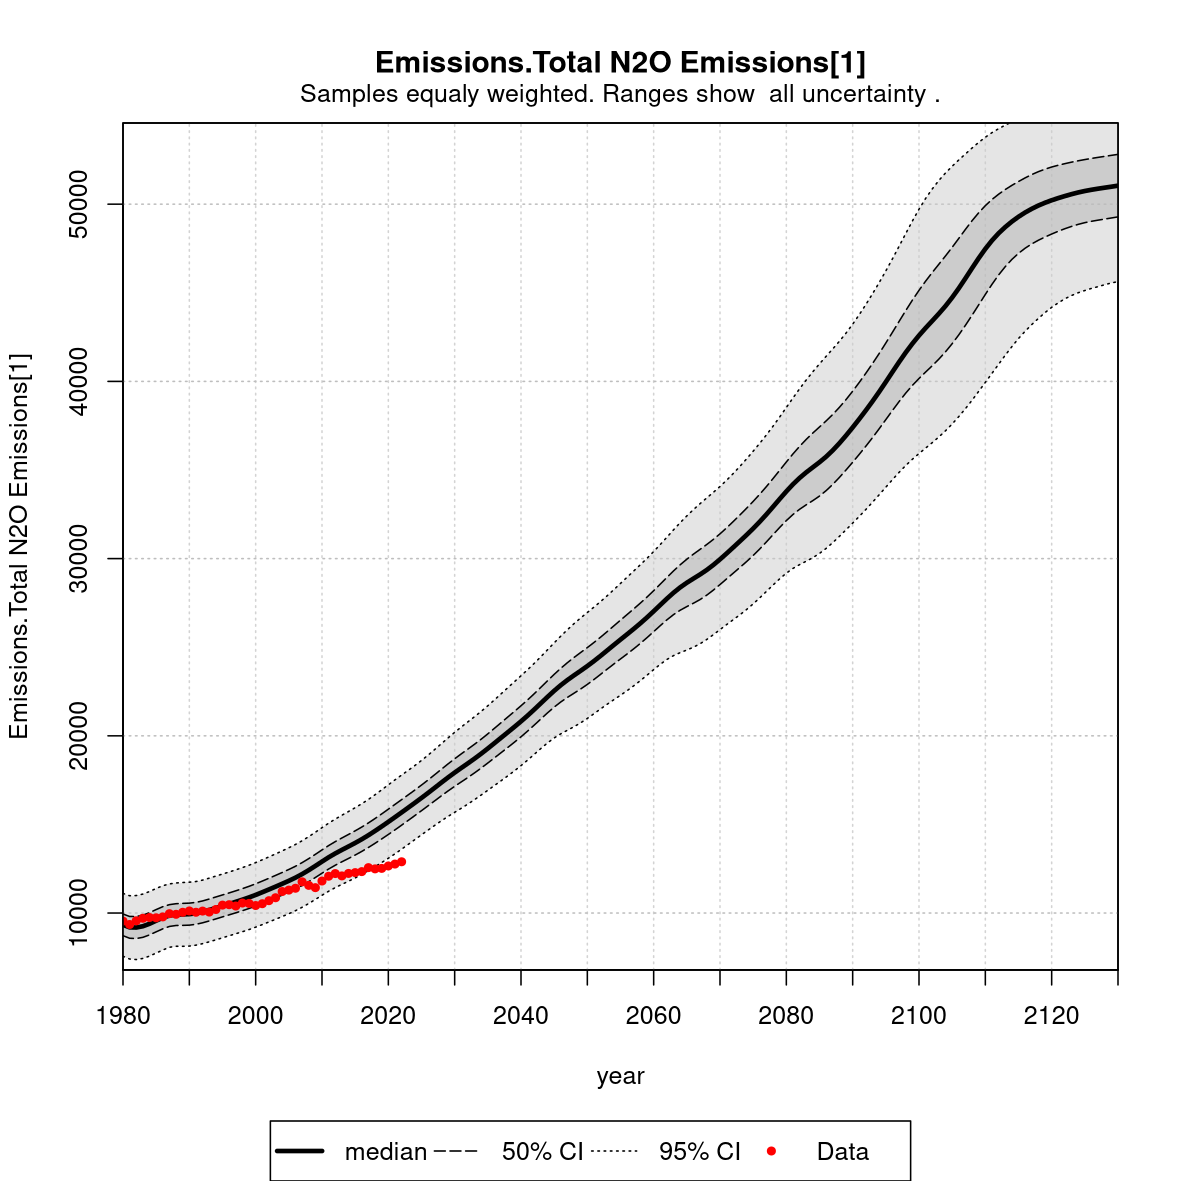 Emissions.Total N2O Emissions[1]
Samples equaly weighted. Ranges show  all uncertainty .
Emissions.Total N2O Emissions[1]
50000
40000
30000
20000
10000
1980 2000 2020 2040 2060 2080 2100 2120
year
median 50% CI 95% CI Data